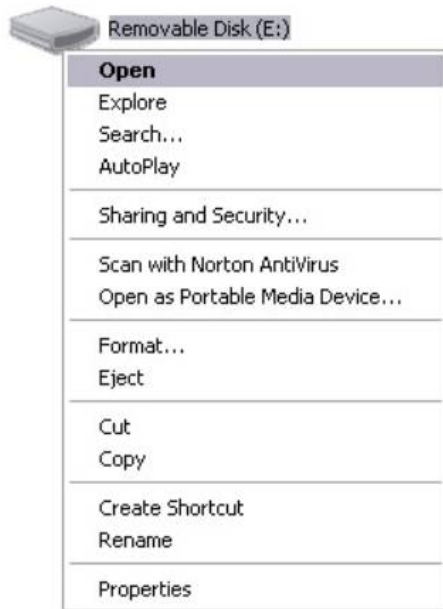 Removable Disk (E:)
Open
Explore
Search...
AutoPlay
Sharing and Security...
Scan with Norton AntiVirus
Open as Portable Media Device...
Format...
Eject
Cut
Copy
Create Shortcut
Rename
Properties